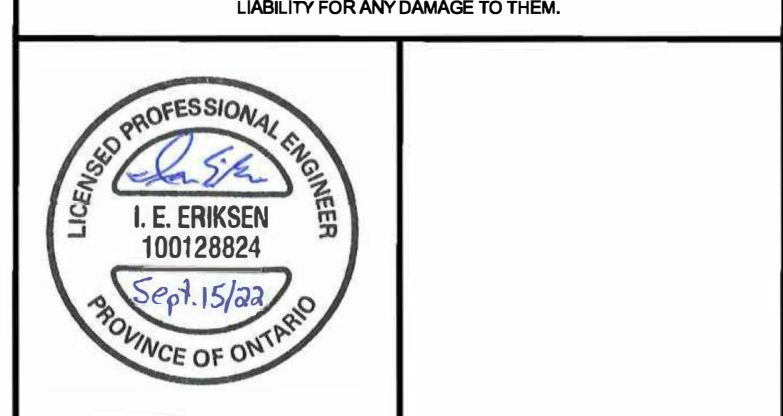 LIABILITY FOR ANY DAMAGE TO THEM.
LICENSED PROFESSIONAL ENGINEER
I. E. ERIKSEN
100128824
Sept. 15/22
PROVINCE OF ONTARIO